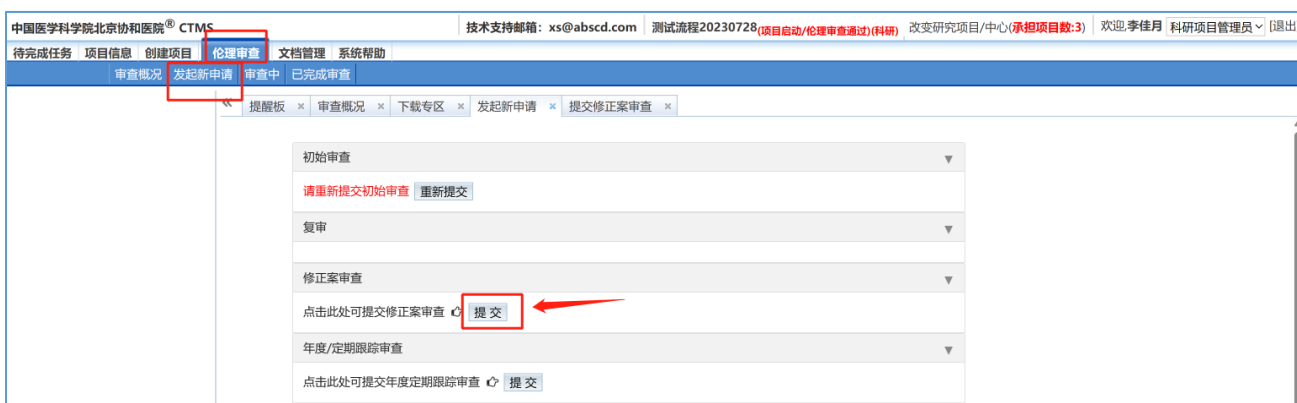 中国医学科学院北京协和医院® CTMS 技术支持邮箱：xs@abscd.com 测试流程20230728(项目启动/伦理审查通过)(科研) 改变研究项目/中心(承担项目数:3) 欢迎,李佳月 科研项目管理员 [退出
待完成任务 项目信息 创建项目 伦理审查 文档管理 系统帮助
审查概况 发起新申请 审查中 已完成审查
« 提醒板 × 审查概况 × 下载专区 × 发起新申请 × 提交修正案审查 ×
初始审查 ▼
请重新提交初始审查 重新提交
复审 ▼
修正案审查 ▼
点击此处可提交修正案审查 提 交
年度/定期跟踪审查 ▼
点击此处可提交年度定期跟踪审查 提 交